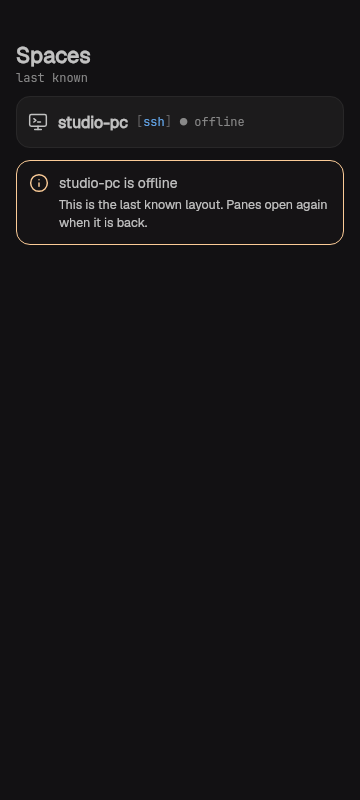 Spaces
last known
studio-pc [ssh] ● offline
studio-pc is offline
This is the last known layout. Panes open again
when it is back.